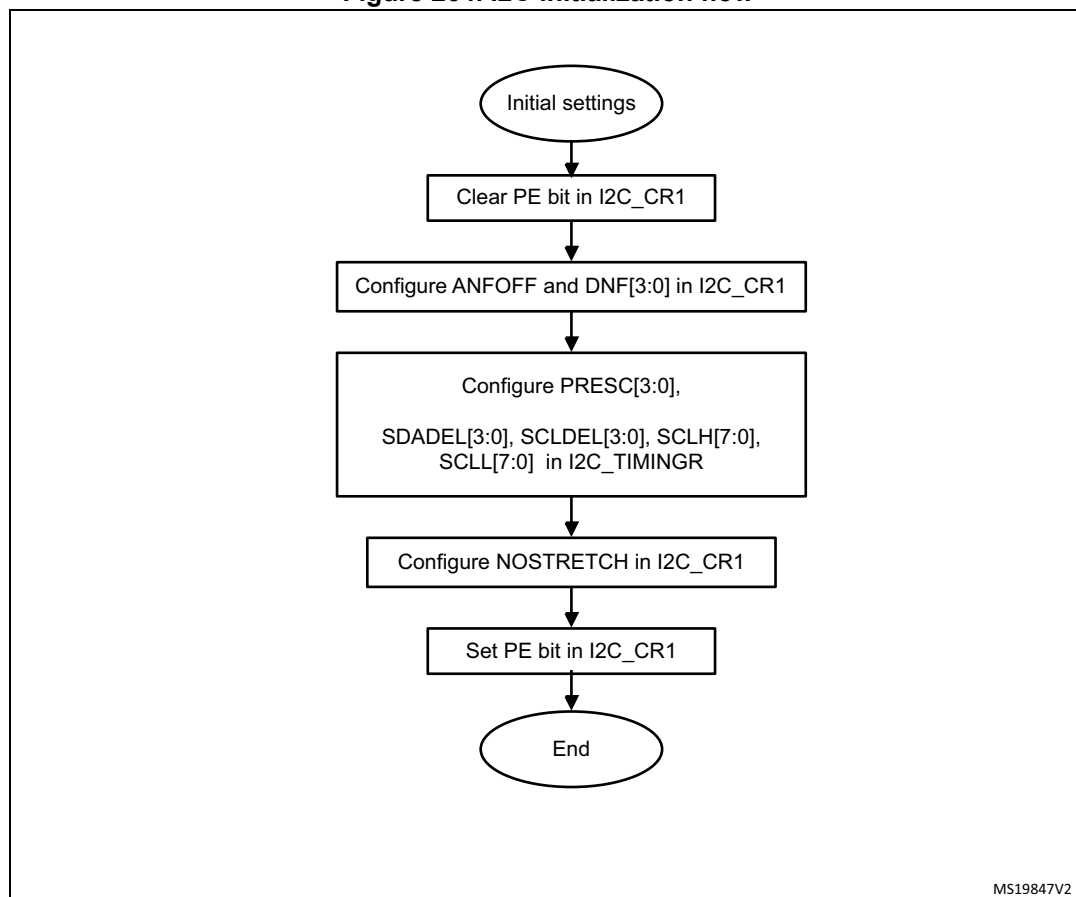 Initial settings
Clear PE bit in I2C_CR1
Configure ANFOFF and DNF[3:0] in I2C_CR1
Configure PRESC[3:0],
SDADEL[3:0], SCLDEL[3:0], SCLH[7:0],
SCLL[7:0] in I2C_TIMINGR
Configure NOSTRETCH in I2C_CR1
Set PE bit in I2C_CR1
End
MS19847V2